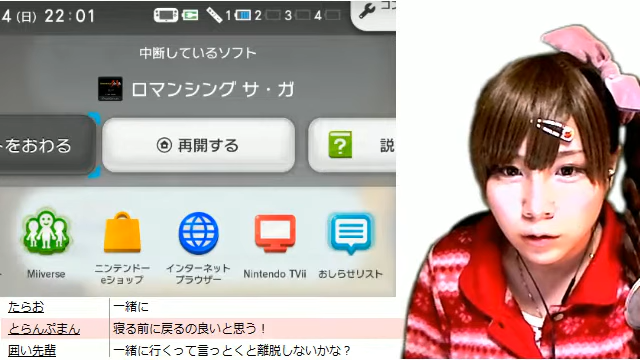 4(日) 22:01 1 2 3 4
中断しているソフト
ロマンシング サ・ガ
トをおわる 再開する ? 説
Miiverse ニンテンドーeショップ インターネットブラウザー Nintendo TVii おしらせリスト
たらお 一緒に
とらんぷまん 寝る前に戻るの良いと思う！
囲い先輩 一緒に行くって言っとくと離脱しないかな？